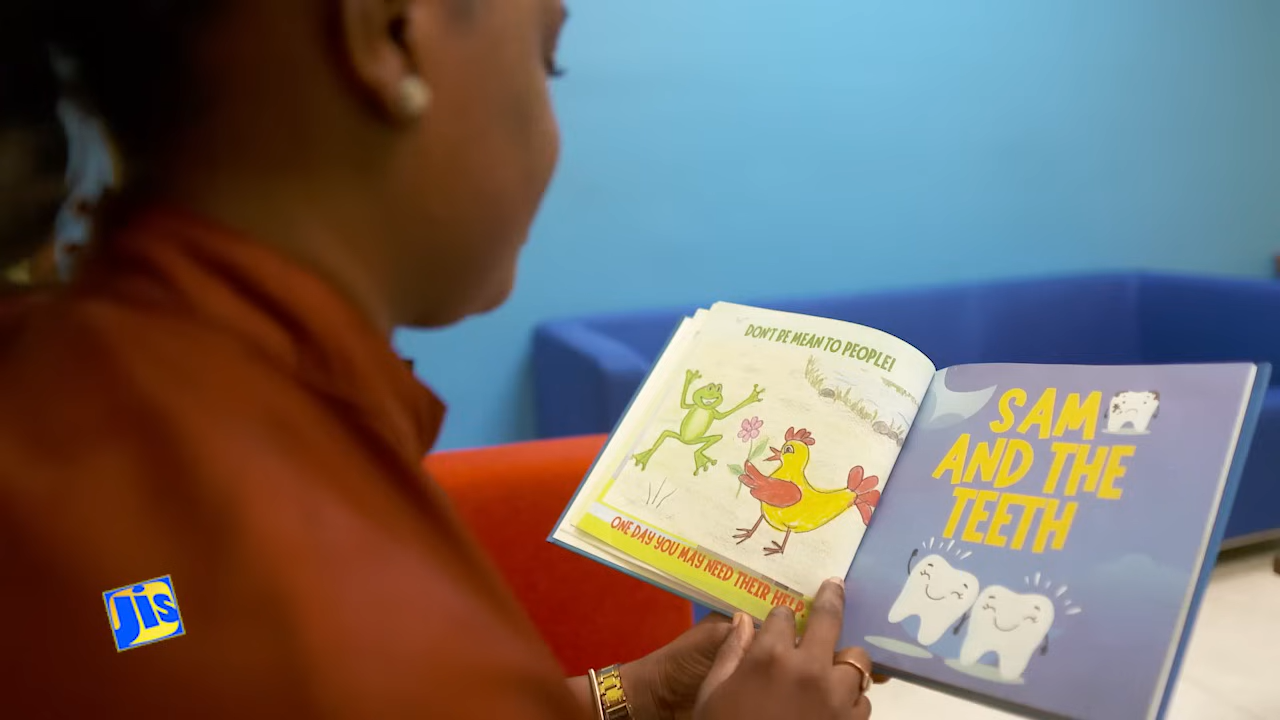 DON'T BE MEAN TO PEOPLE!
ONE DAY YOU MAY NEED THEIR HELP.
SAM
AND THE
TEETH
jis